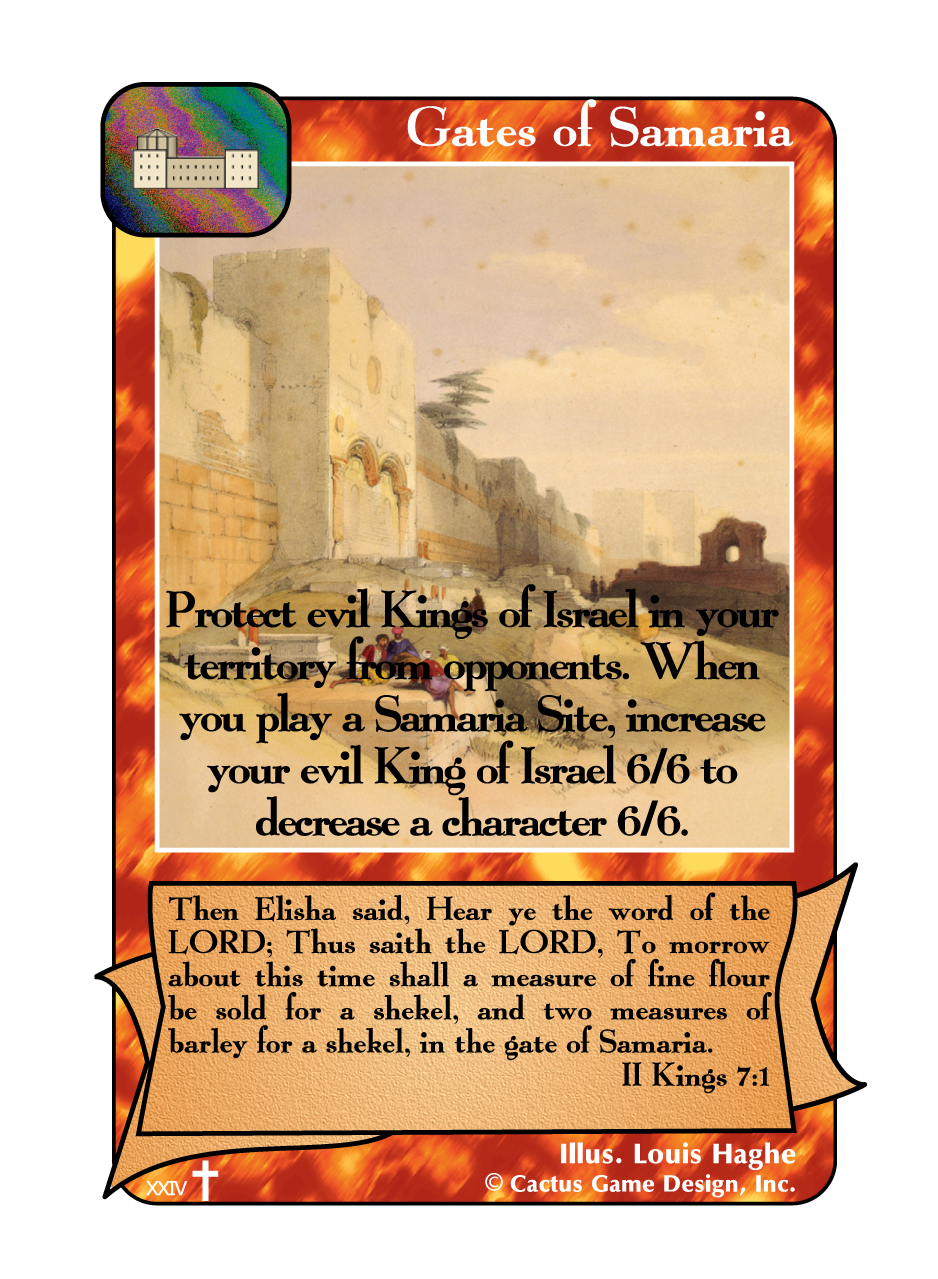 Gates of Samaria
Protect evil Kings of Israel in your
territory from opponents. When
you play a Samaria Site, increase
your evil King of Israel 6/6 to
decrease a character 6/6.
Then Elisha said, Hear ye the word of the
LORD; Thus saith the LORD, To morrow
about this time shall a measure of fine flour
be sold for a shekel, and two measures of
barley for a shekel, in the gate of Samaria.
II Kings 7:1
Illus. Louis Haghe
XXIV
© Cactus Game Design, Inc.